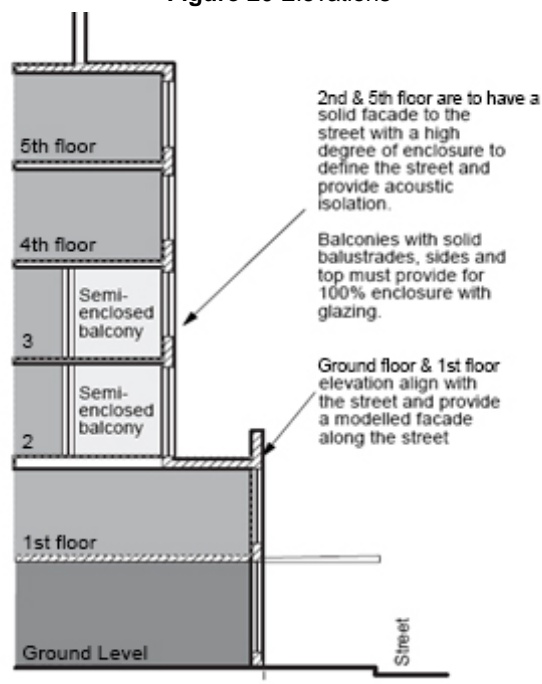 Figure 20 Elevations
2nd & 5th floor are to have a
solid facade to the
street with a high
degree of enclosure to
define the street and
provide acoustic
isolation.
Balconies with solid
balustrades, sides and
top must provide for
100% enclosure with
glazing.
Ground floor & 1st floor
elevation align with
the street and provide
a modelled facade
along the street
5th floor
4th floor
Semi-
enclosed
balcony
3
Semi-
enclosed
balcony
2
1st floor
Ground Level
Street